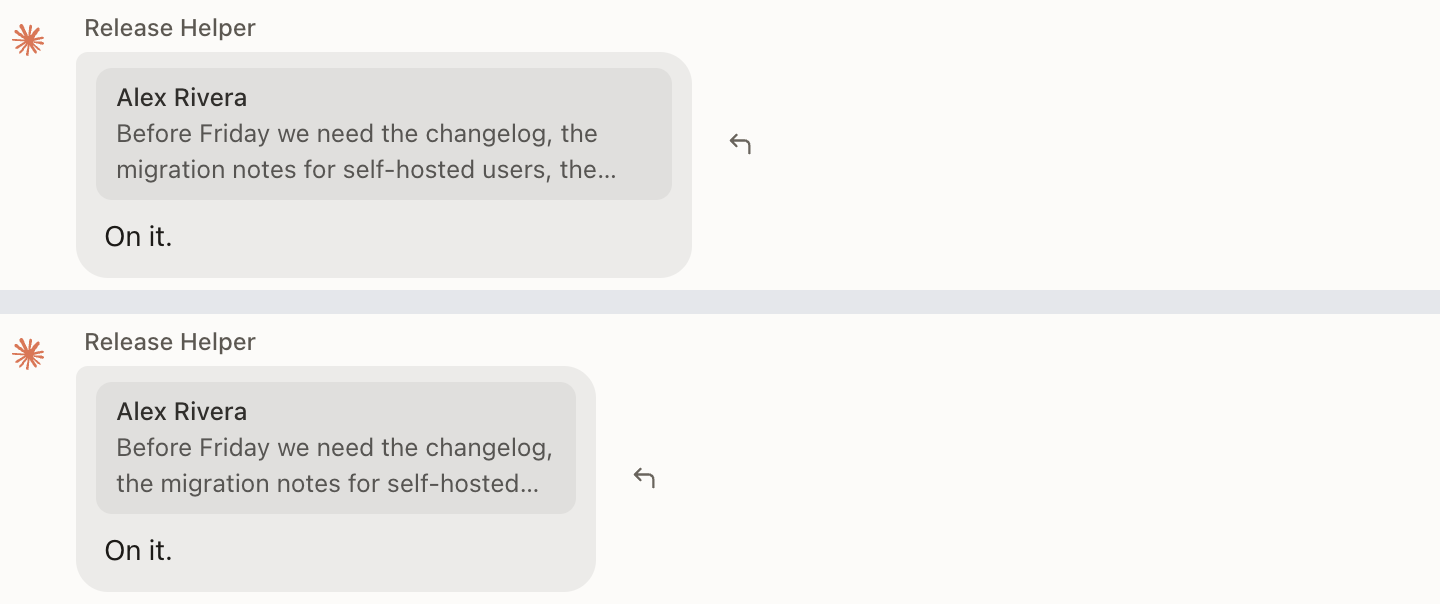 Release Helper
Alex Rivera
Before Friday we need the changelog, the
migration notes for self-hosted users, the...
On it.
Release Helper
Alex Rivera
Before Friday we need the changelog,
the migration notes for self-hosted...
On it.